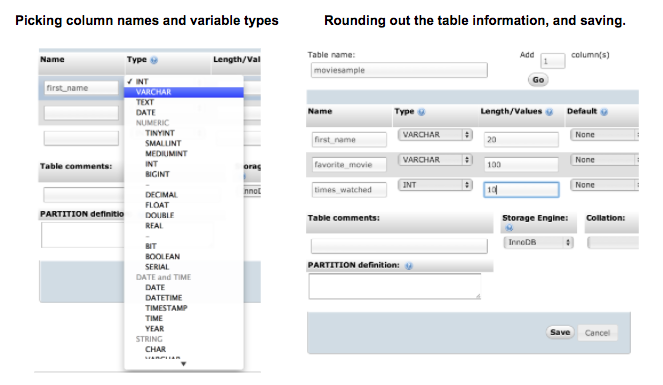 Picking column names and variable types
Name Type Length/Val
first_name
✓ INT
VARCHAR
TEXT
DATE
NUMERIC
TINYINT
SMALLINT
MEDIUMINT
INT
BIGINT
–
DECIMAL
FLOAT
DOUBLE
REAL
–
BIT
BOOLEAN
SERIAL
DATE and TIME
DATE
DATETIME
TIMESTAMP
TIME
YEAR
STRING
CHAR
VARCHAR
Table comments: torag
nnoD
PARTITION definitio
Rounding out the table information, and saving.
Table name: Add 1 column(s)
moviesample
Go
Name Type Length/Values Default
first_name VARCHAR 20 None
favorite_movie VARCHAR 100 None
times_watched INT 10 None
Table comments: Storage Engine: Collation:
InnoDB
PARTITION definition:
Save Cancel